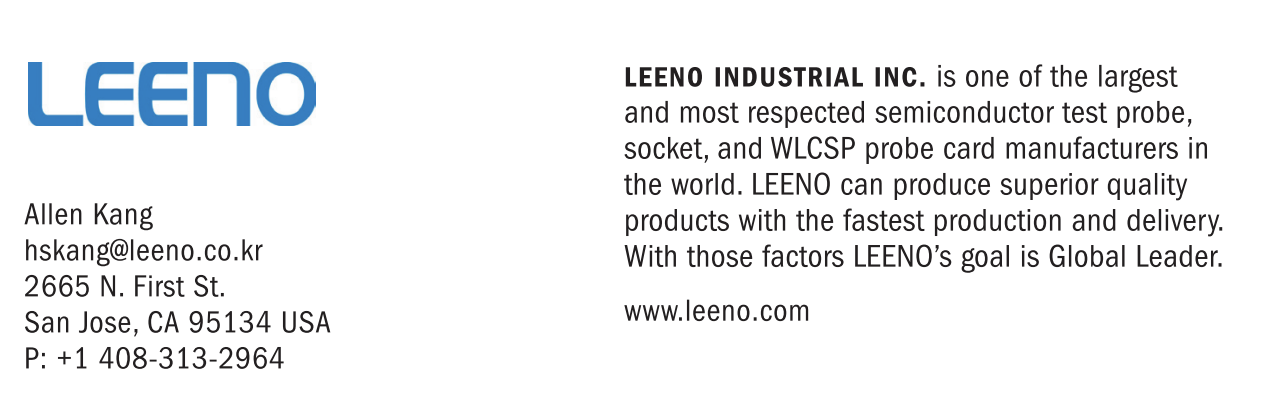 LEENO
Allen Kang
hskang@leeno.co.kr
2665 N. First St.
San Jose, CA 95134 USA
P: +1 408-313-2964
LEENO INDUSTRIAL INC. is one of the largest
and most respected semiconductor test probe,
socket, and WLCSP probe card manufacturers in
the world. LEENO can produce superior quality
products with the fastest production and delivery.
With those factors LEENO’s goal is Global Leader.
www.leeno.com